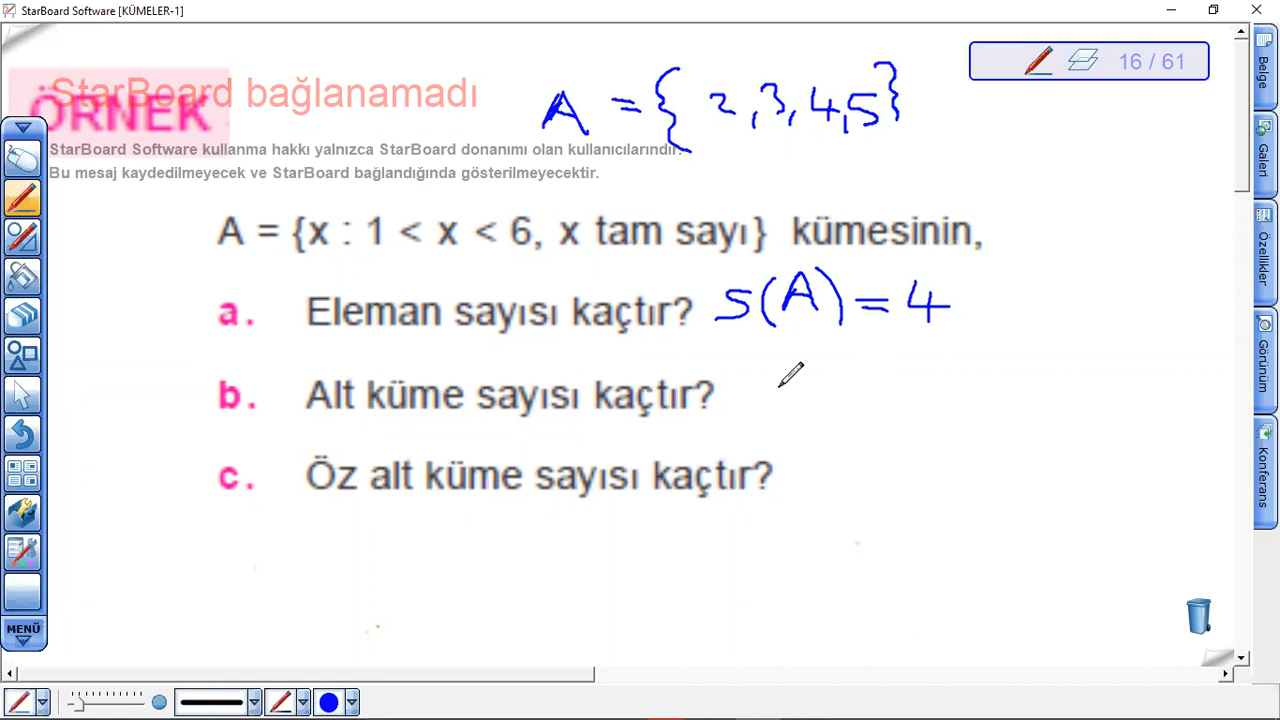 StarBoard Software [KÜMELER-1]
16 / 61
StarBoard bağlanamadı
ÖRNEK
A = { 2,3,4,5}
StarBoard Software kullanma hakkı yalnızca StarBoard donanımı olan kullanıcılarındır.
Bu mesaj kaydedilmeyecek ve StarBoard bağlandığında gösterilmeyecektir.
A = {x : 1 < x < 6, x tam sayı} kümesinin,
a. Eleman sayısı kaçtır? s(A) = 4
b. Alt küme sayısı kaçtır?
c. Öz alt küme sayısı kaçtır?
MENÜ
Belge
Galeri
Özellikler
Görünüm
Konferans